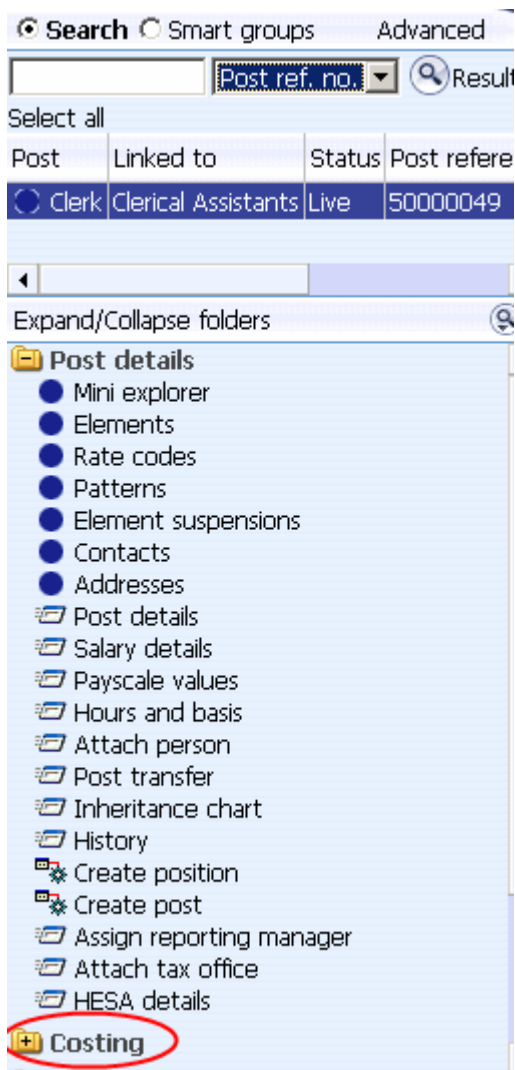 Search Smart groups Advanced
Post ref. no. Result
Select all
Post Linked to Status Post refere
Clerk Clerical Assistants Live 50000049
Expand/Collapse folders
Post details
Mini explorer
Elements
Rate codes
Patterns
Element suspensions
Contacts
Addresses
Post details
Salary details
Payscale values
Hours and basis
Attach person
Post transfer
Inheritance chart
History
Create position
Create post
Assign reporting manager
Attach tax office
HESA details
Costing